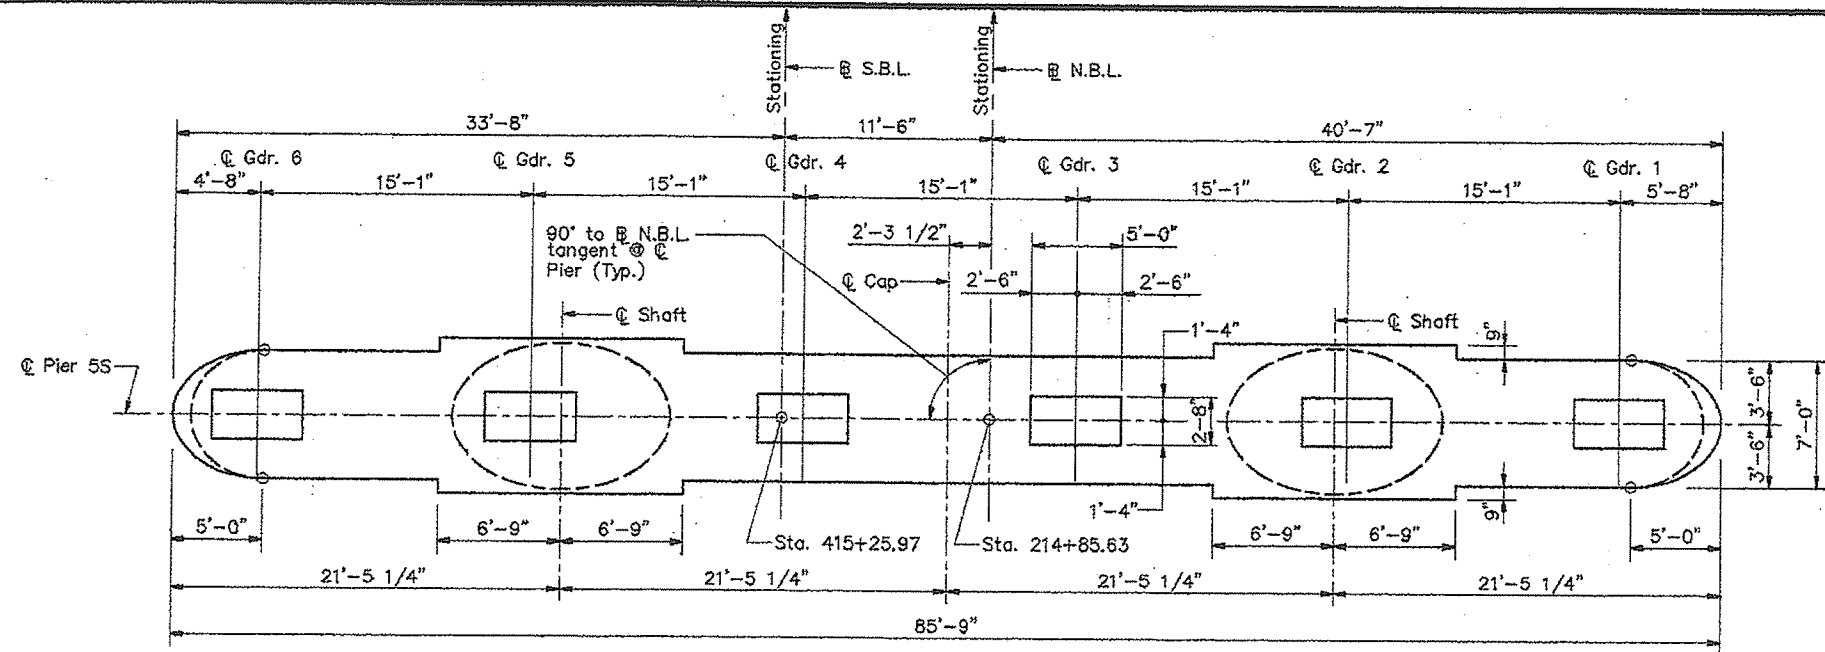 Stationing
Stationing
℄ S.B.L.
℄ N.B.L.
33'-8"
11'-6"
40'-7"
℄ Gdr. 6
℄ Gdr. 5
℄ Gdr. 4
℄ Gdr. 3
℄ Gdr. 2
℄ Gdr. 1
4'-8"
15'-1"
15'-1"
15'-1"
15'-1"
15'-1"
5'-8"
90° to ℄ N.B.L.
tangent @ ℄
Pier (Typ.)
2'-3 1/2"
5'-0"
℄ Cap
2'-6"
2'-6"
℄ Shaft
℄ Shaft
1'-4"
9"
℄ Pier 5S
2'-8"
3'-6"
3'-6"
7'-0"
1'-4"
9"
5'-0"
6'-9"
6'-9"
Sta. 415+25.97
Sta. 214+85.63
6'-9"
6'-9"
5'-0"
21'-5 1/4"
21'-5 1/4"
21'-5 1/4"
21'-5 1/4"
85'-9"